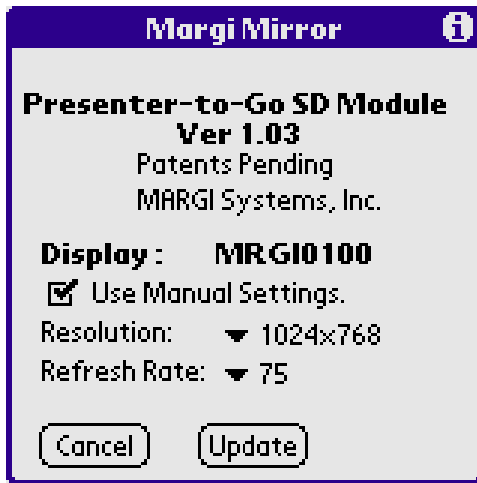 Margi Mirror
Presenter-to-Go SD Module
Ver 1.03
Patents Pending
MARGI Systems, Inc.
Display : MRGI0100
Use Manual Settings.
Resolution: 1024x768
Refresh Rate: 75
Cancel Update